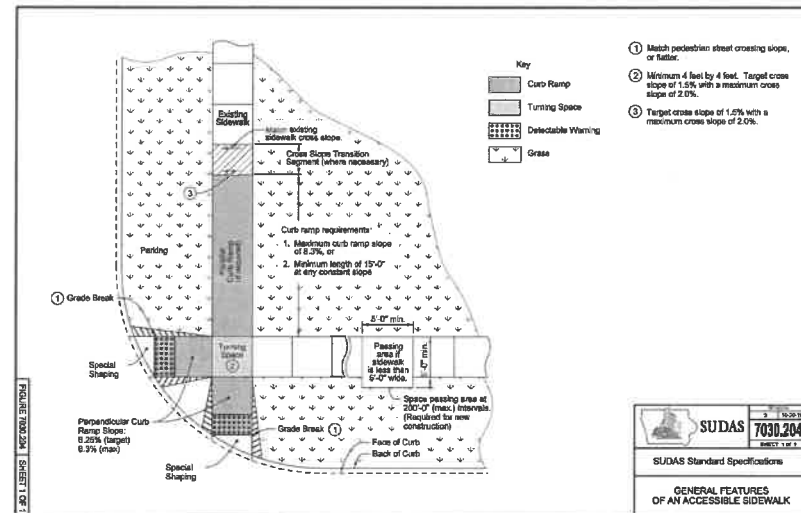 Key
Curb Ramp
Turning Space
Detectable Warning
Grass
1 Match pedestrian street crossing slope,
or flatter.
2 Minimum 4 feet by 4 feet. Target cross
slope of 1.5% with a maximum cross
slope of 2.0%.
3 Target cross slope of 1.5% with a
maximum cross slope of 2.0%.
Existing
Sidewalk
Match existing
sidewalk cross slope.
Cross Slope Transition
Segment (where necessary)
3
Curb ramp requirements
1. Maximum curb ramp slope
of 8.3%, or
2. Minimum length of 15'-0"
at any constant slope
Parking
Parallel
Curb Ramp
(if required)
1 Grade Break
5'-0" min.
Special
Shaping
Turning
Space
2
Passing
area if
sidewalk
is less than
5'-0" wide.
5'-0" min.
Space passing area at
200'-0" (max.) intervals.
(Required for new
construction)
Perpendicular Curb
Ramp Slope:
6.25% (target)
8.3% (max)
Grade Break 1
Face of Curb
Back of Curb
Special
Shaping
FIGURE 7030.204 SHEET 1 OF 1
SUDAS
7030.204
SHEET 1 of 1
SUDAS Standard Specifications
GENERAL FEATURES
OF AN ACCESSIBLE SIDEWALK